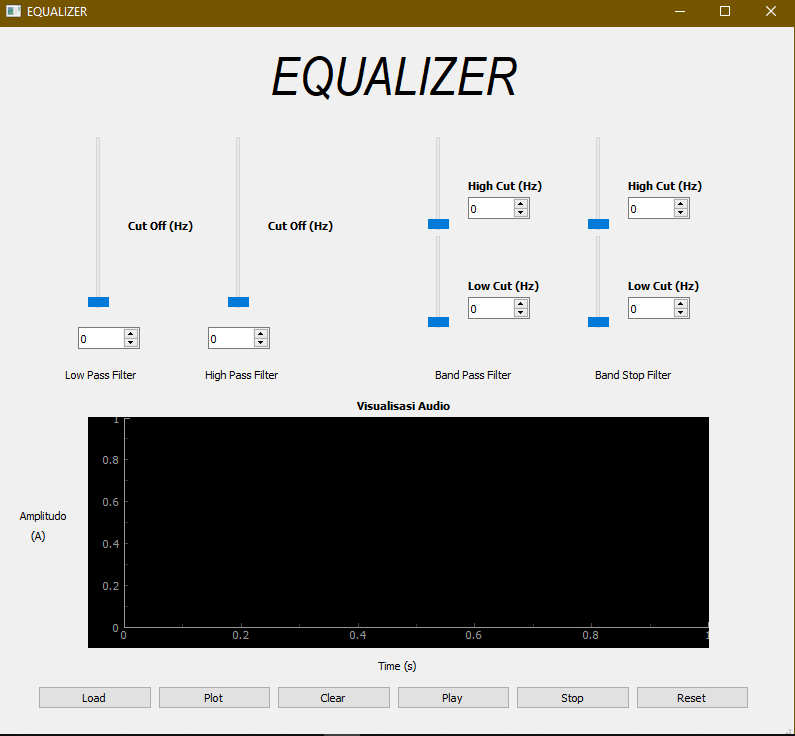 EQUALIZER
EQUALIZER
High Cut (Hz) High Cut (Hz)
0 0
Cut Off (Hz) Cut Off (Hz)
Low Cut (Hz) Low Cut (Hz)
0 0
0 0
Low Pass Filter High Pass Filter Band Pass Filter Band Stop Filter
Visualisasi Audio
1
0.8
0.6
Amplitudo
(A)
0.4
0.2
0
0 0.2 0.4 0.6 0.8 1
Time (s)
Load Plot Clear Play Stop Reset